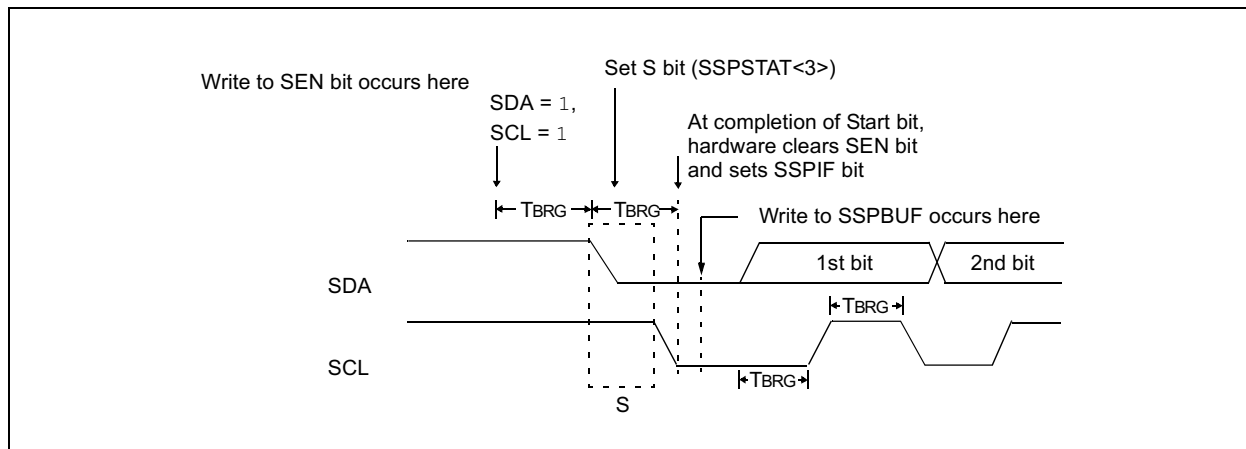 Write to SEN bit occurs here
Set S bit (SSPSTAT<3>)
SDA = 1,
SCL = 1
At completion of Start bit,
hardware clears SEN bit
and sets SSPIF bit
TBRG TBRG
Write to SSPBUF occurs here
SDA
1st bit 2nd bit
TBRG
SCL
TBRG
S